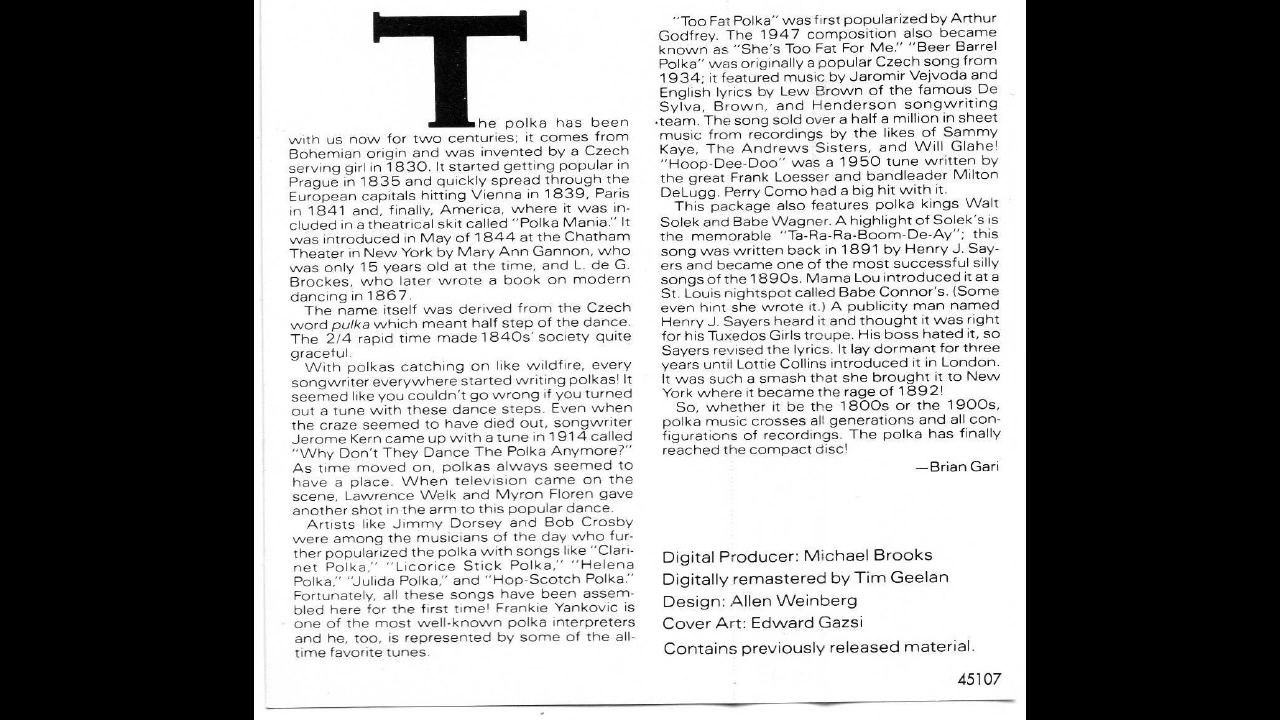 The polka has been
with us now for two centuries; it comes from
Bohemian origin and was invented by a Czech
serving girl in 1830. It started getting popular in
Prague in 1835 and quickly spread through the
European capitals hitting Vienna in 1839, Paris
in 1841 and, finally, America, where it was in-
cluded in a theatrical skit called "Polka Mania." It
was introduced in May of 1844 at the Chatham
Theater in New York by Mary Ann Gannon, who
was only 15 years old at the time, and L. de G.
Brockes, who later wrote a book on modern
dancing in 1867.
The name itself was derived from the Czech
word pulka which meant half step of the dance.
The 2/4 rapid time made 1840s' society quite
graceful.
With polkas catching on like wildfire, every
songwriter everywhere started writing polkas! It
seemed like you couldn't go wrong if you turned
out a tune with these dance steps. Even when
the craze seemed to have died out, songwriter
Jerome Kern came up with a tune in 1914 called
"Why Don't They Dance The Polka Anymore?"
As time moved on, polkas always seemed to
have a place. When television came on the
scene, Lawrence Welk and Myron Floren gave
another shot in the arm to this popular dance.
Artists like Jimmy Dorsey and Bob Crosby
were among the musicians of the day who fur-
ther popularized the polka with songs like "Clari-
net Polka," "Licorice Stick Polka," "Helena
Polka," "Julida Polka," and "Hop-Scotch Polka."
Fortunately, all these songs have been assem-
bled here for the first time! Frankie Yankovic is
one of the most well-known polka interpreters
and he, too, is represented by some of the all-
time favorite tunes.
"Too Fat Polka" was first popularized by Arthur
Godfrey. The 1947 composition also became
known as "She's Too Fat For Me." "Beer Barrel
Polka" was originally a popular Czech song from
1934; it featured music by Jaromir Vejvoda and
English lyrics by Lew Brown of the famous De
Sylva, Brown, and Henderson songwriting
team. The song sold over a half a million in sheet
music from recordings by the likes of Sammy
Kaye, The Andrews Sisters, and Will Glahe!
"Hoop-Dee-Doo" was a 1950 tune written by
the great Frank Loesser and bandleader Milton
DeLugg. Perry Como had a big hit with it.
This package also features polka kings Walt
Solek and Babe Wagner. A highlight of Solek's is
the memorable "Ta-Ra-Ra-Boom-De-Ay"; this
song was written back in 1891 by Henry J. Say-
ers and became one of the most successful silly
songs of the 1890s. Mama Lou introduced it at a
St. Louis nightspot called Babe Connor's. (Some
even hint she wrote it.) A publicity man named
Henry J. Sayers heard it and thought it was right
for his Tuxedos Girls troupe. His boss hated it, so
Sayers revised the lyrics. It lay dormant for three
years until Lottie Collins introduced it in London.
It was such a smash that she brought it to New
York where it became the rage of 1892!
So, whether it be the 1800s or the 1900s,
polka music crosses all generations and all con-
figurations of recordings. The polka has finally
reached the compact disc!
—Brian Gari
Digital Producer: Michael Brooks
Digitally remastered by Tim Geelan
Design: Allen Weinberg
Cover Art: Edward Gazsi
Contains previously released material.
45107